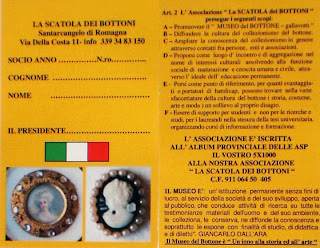 LA SCATOLA DEI BOTTONI
Santarcangelo di Romagna
Via Della Costa 11- Info 339 34 83 150
SOCIO ANNO ............N.ro............
COGNOME ................................
NOME ................................
IL PRESIDENTE................................
Art. 2 L' Associazione " La SCATOLA dei BOTTONI "
persegue i seguenti scopi:
A – Promuovere il " MUSEO dei BOTTONE – gallavotti "
B- Diffondere la cultura del collezionismo del bottone.
C – Ampliare la conoscenza del collezionismo in genere
attraverso contatti fra persone, enti e associazioni.
D – Proporsi come luogo di incontro e di aggregazione nel
nome di interessi culturali assolvendo alla funzione
sociale di maturazione e crescita umana e civile, attra-
verso l' ideale dell' educazione permanente.
E – Porsi come punto di riferimento, per quanti svantaggia-
ti o portatori di handicap, possono trovare nella varie
sfaccettature della cultura del bottone ( storia, costume,
arte e moda ) un sollievo al proprio disagio.
F – Essere di supporto per studenti e non per le ricerche e
studi, per i laureandi nella stesura della tesi universitaria,
organizzando corsi di informazione e formazione.
L' ASSOCIAZIONE E' ISCRITTA
ALL' ALBUM PROVINCIALE DELLE ASP
IL VOSTRO 5X1000
ALLA NOSTRA ASSOCIAZIONE
" LA SCATOLA DEI BOTTONI "
C.F. 911 064 50 405
IL MUSEO E': un' istituzione permanente senza fini di
lucro, al servizio della società e del suo sviluppo, aperta
al pubblico, che conduce attività di ricerca su tutte le
testimonianza materiali dell'uomo e del suo ambiente,
le colleziona, le conserva, ne diffonde la conoscenza e
soprattutto le espone con finalità di studio, di didattica
e di diletto". GIANCARLO DALL'ARA
Il Museo del Bottone è " Un inno alla storia ed all' arte"